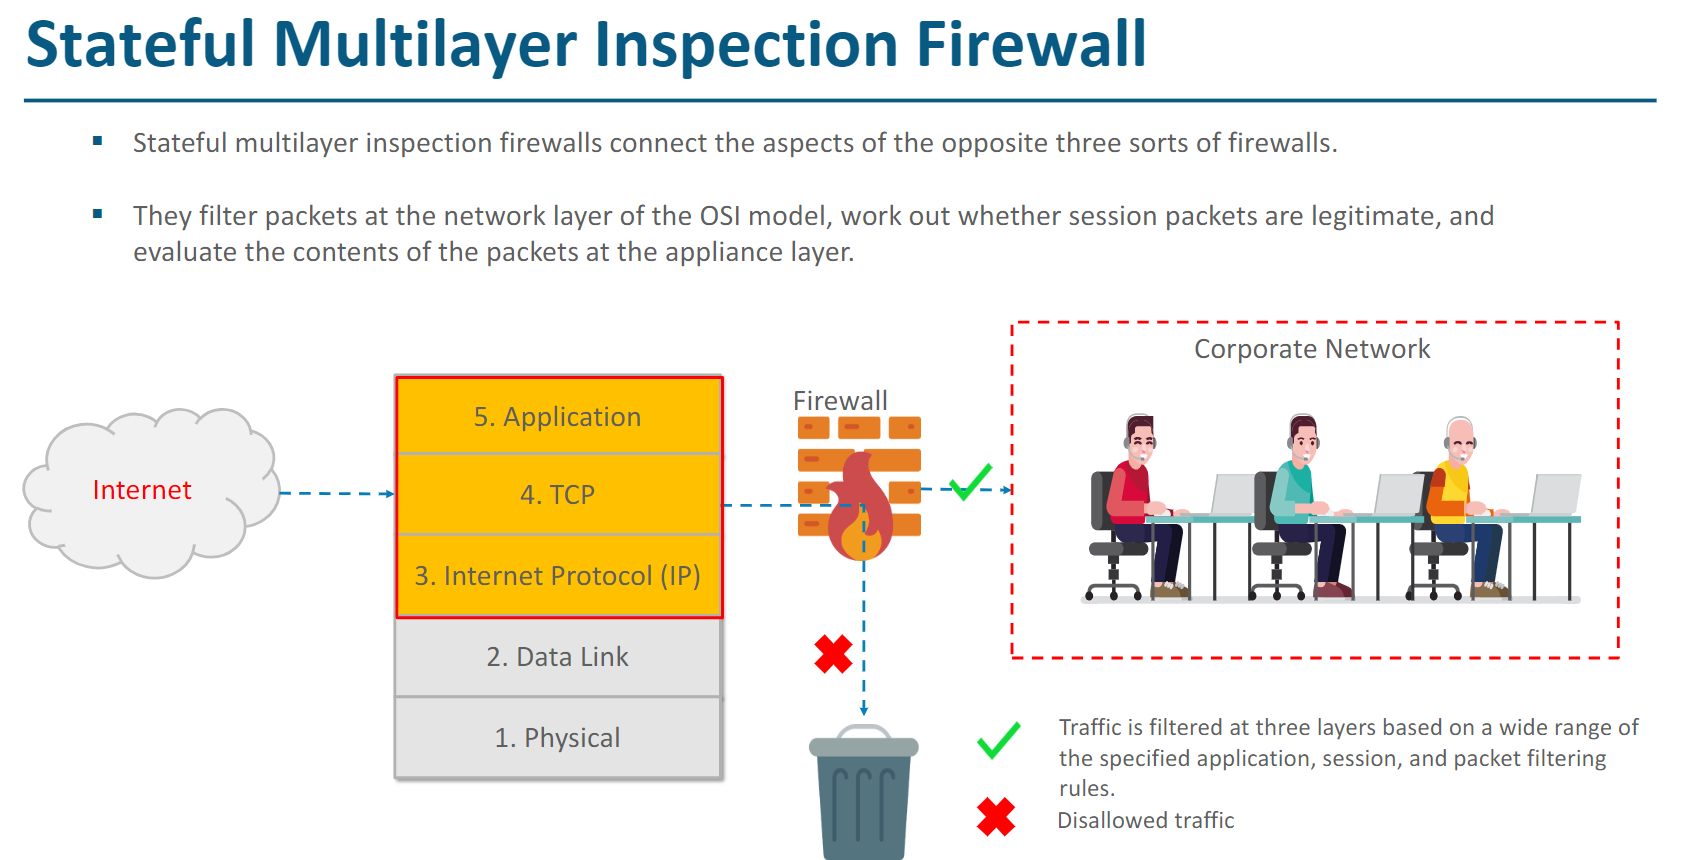 Stateful Multilayer Inspection Firewall
▪ Stateful multilayer inspection firewalls connect the aspects of the opposite three sorts of firewalls.
▪ They filter packets at the network layer of the OSI model, work out whether session packets are legitimate, and
evaluate the contents of the packets at the appliance layer.
Corporate Network
Firewall
Internet
5. Application
4. TCP
3. Internet Protocol (IP)
2. Data Link
1. Physical
Traffic is filtered at three layers based on a wide range of
the specified application, session, and packet filtering
rules.
Disallowed traffic